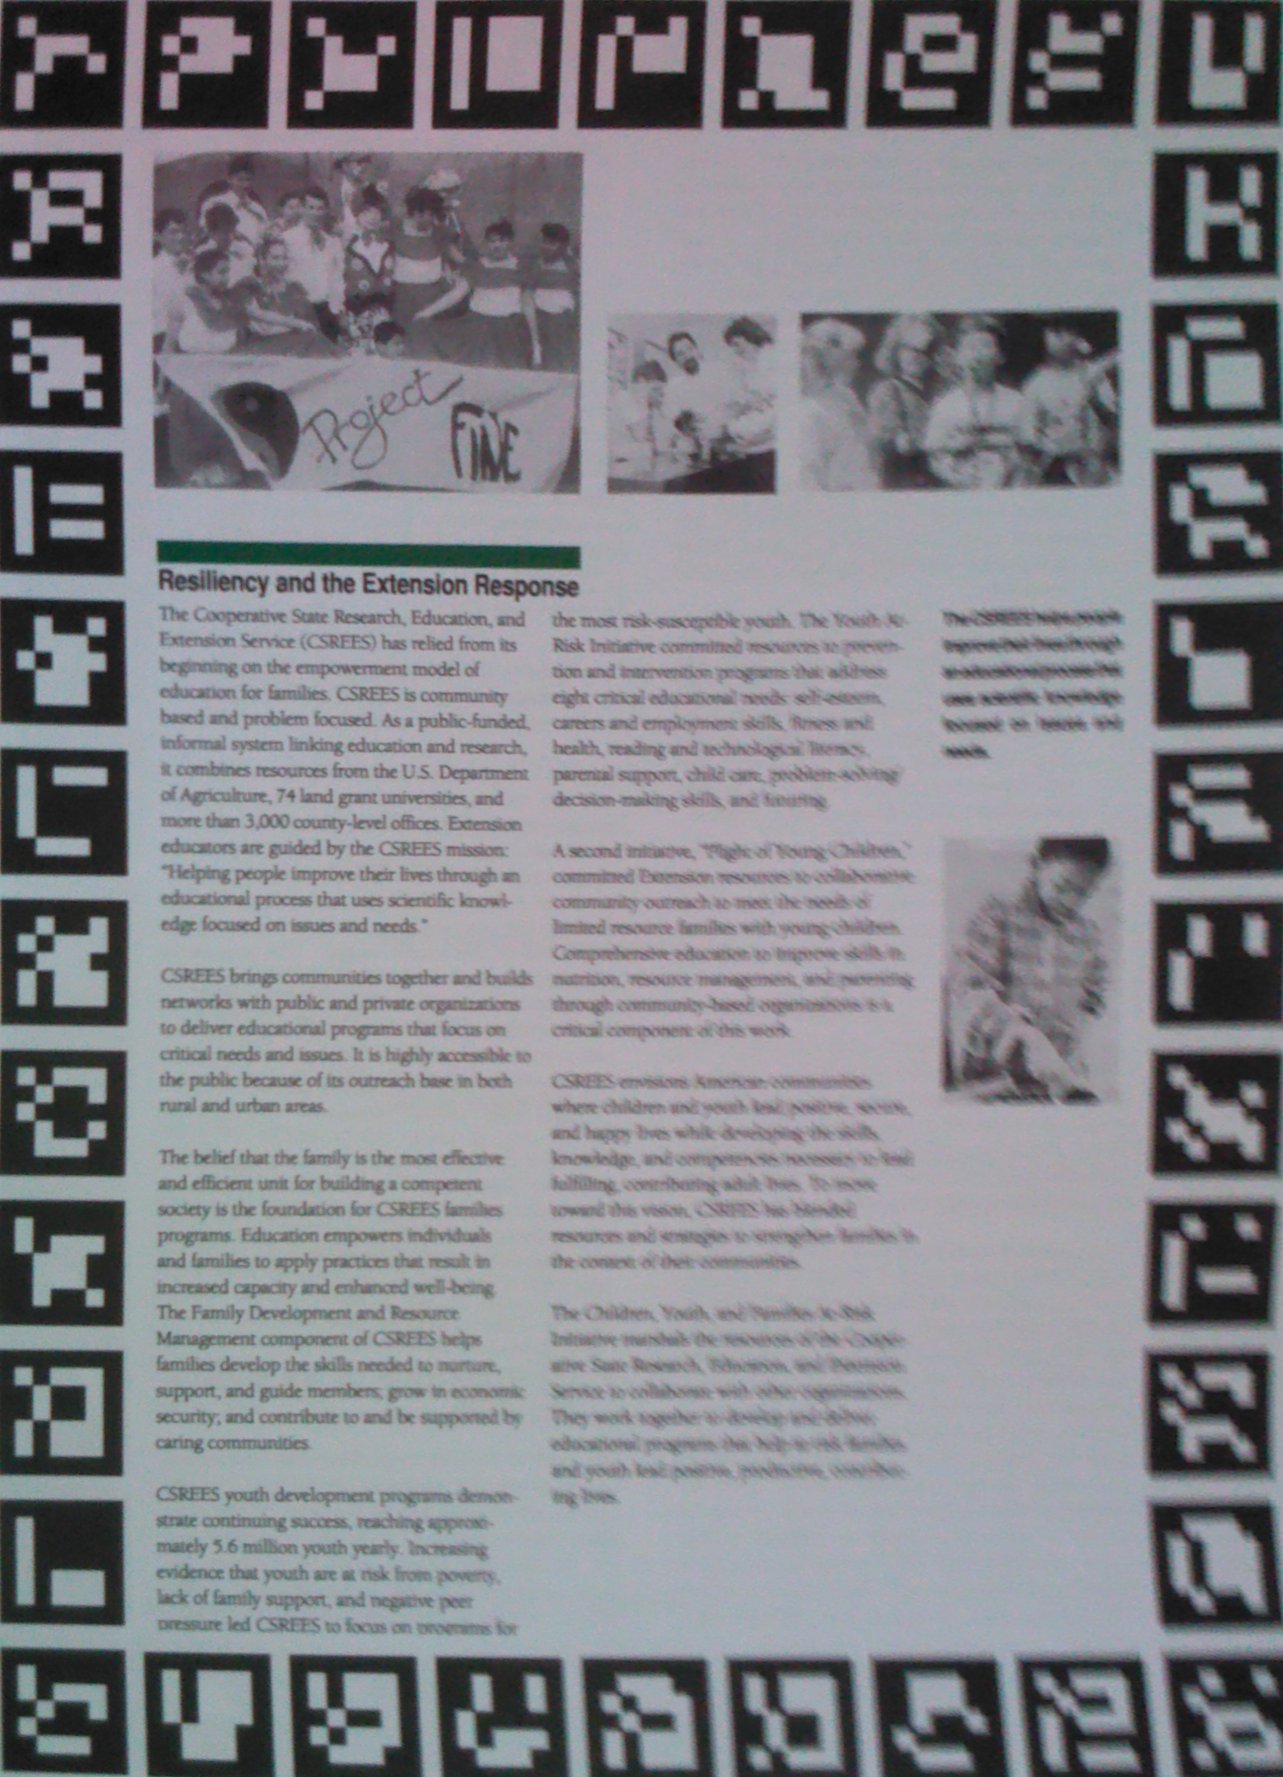 Project
FINE
Resiliency and the Extension Response
The Cooperative State Research, Education, and
Extension Service (CSREES) has relied from its
beginning on the empowerment model of
education for families. CSREES is community
based and problem focused. As a public-funded,
informal system linking education and research,
it combines resources from the U.S. Department
of Agriculture, 74 land grant universities, and
more than 3,000 county-level offices. Extension
educators are guided by the CSREES mission:
"Helping people improve their lives through an
educational process that uses scientific knowl-
edge focused on issues and needs."
CSREES brings communities together and builds
networks with public and private organizations
to deliver educational programs that focus on
critical needs and issues. It is highly accessible to
the public because of its outreach base in both
rural and urban areas.
The belief that the family is the most effective
and efficient unit for building a competent
society is the foundation for CSREES families
programs. Education empowers individuals
and families to apply practices that result in
increased capacity and enhanced well-being.
The Family Development and Resource
Management component of CSREES helps
families develop the skills needed to nurture,
support, and guide members; grow in economic
security; and contribute to and be supported by
caring communities.
CSREES youth development programs demon-
strate continuing success, reaching approxi-
mately 5.6 million youth yearly. Increasing
evidence that youth are at risk from poverty,
lack of family support, and negative peer
pressure led CSREES to focus on programs for
the most risk-susceptible youth. The Youth-At-
Risk Initiative committed resources to preven-
tion and intervention programs that address
eight critical educational needs: self-esteem,
careers and employment skills, fitness and
health, reading and technological literacy,
parental support, child care, problem-solving/
decision-making skills, and futuring.
A second initiative, "Plight of Young Children,"
committed Extension resources to collaborative
community outreach to meet the needs of
limited resource families with young children.
Comprehensive education to improve skills in
nutrition, resource management, and parenting
through community-based organizations is a
critical component of this work.
CSREES envisions American communities
where children and youth lead positive, secure,
and happy lives while developing the skills,
knowledge, and competencies necessary to lead
fulfilling, contributing adult lives. To move
toward this vision, CSREES has blended
resources and strategies to strengthen families in
the context of their communities.
The Children, Youth, and Families At-Risk
Initiative marshals the resources of the Cooper-
ative State Research, Education, and Extension
Service to collaborate with other organizations.
They work together to develop and deliver
educational programs that help at-risk families
and youth lead positive, productive, contribut-
ing lives.
The CSREES helps people
improve their lives through
an educational process that
uses scientific knowledge
focused on issues and
needs.